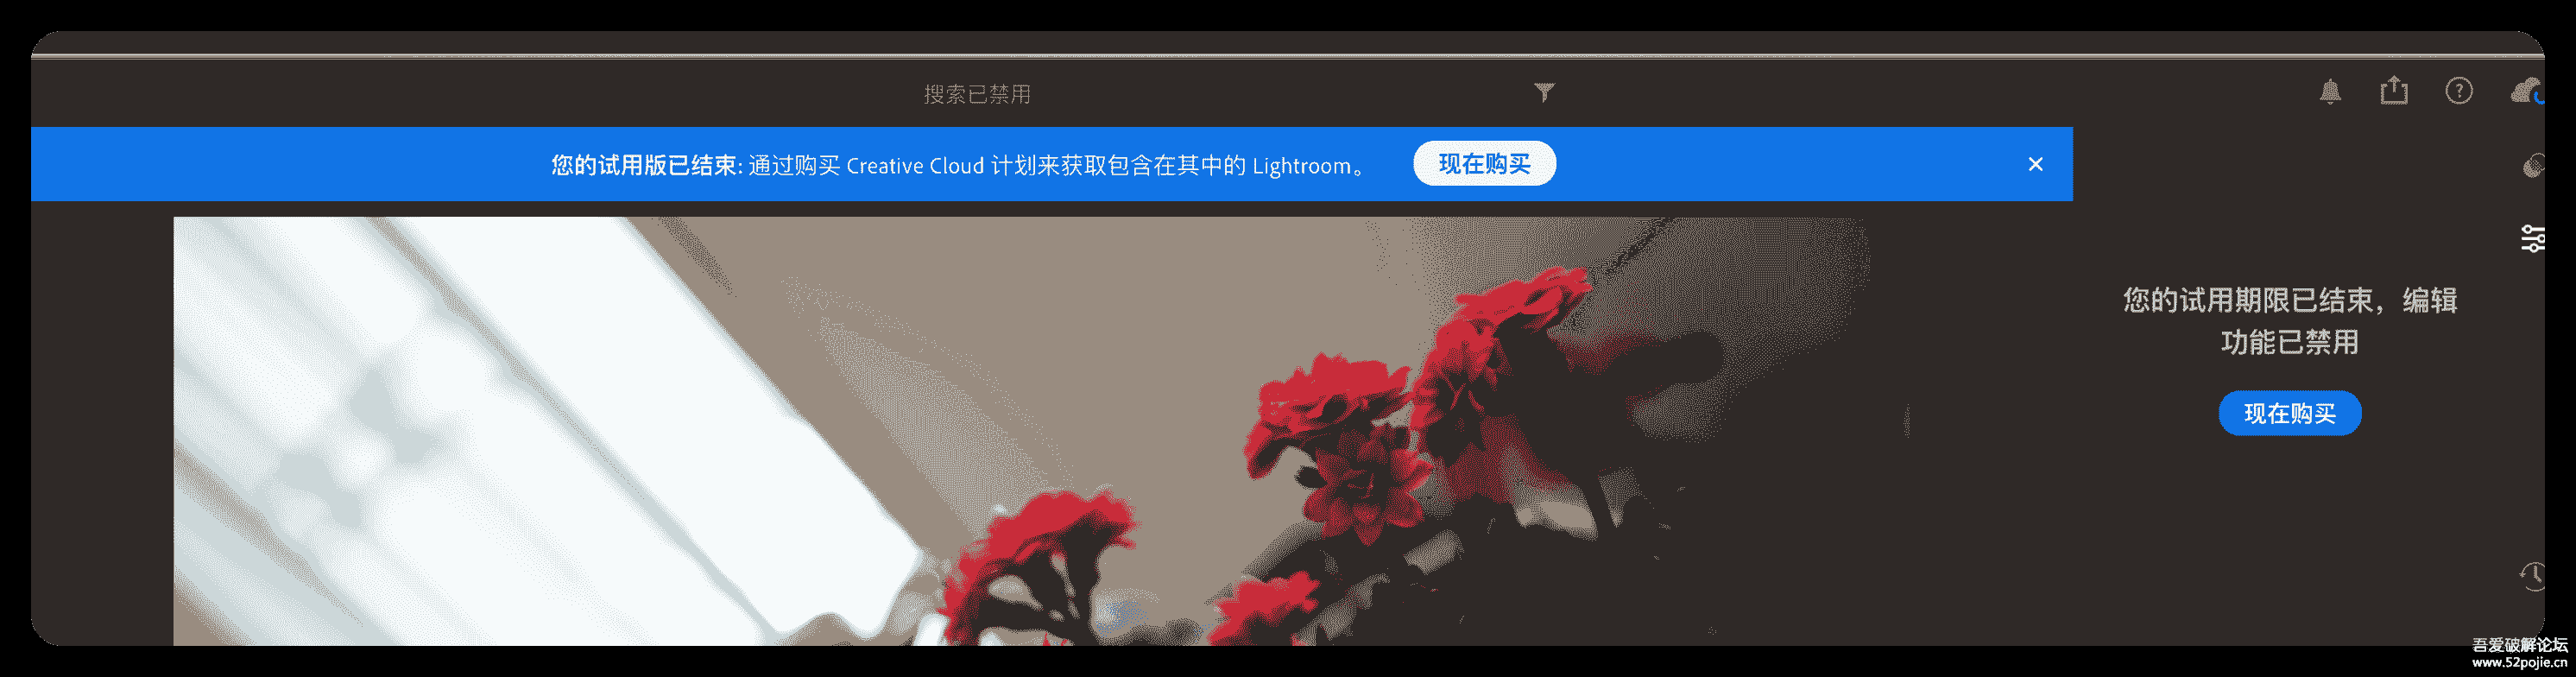 搜索已禁用
您的试用版已结束: 通过购买 Creative Cloud 计划来获取包含在其中的 Lightroom。
现在购买
您的试用期限已结束，编辑
功能已禁用
现在购买
吾爱破解论坛
www.52pojie.cn